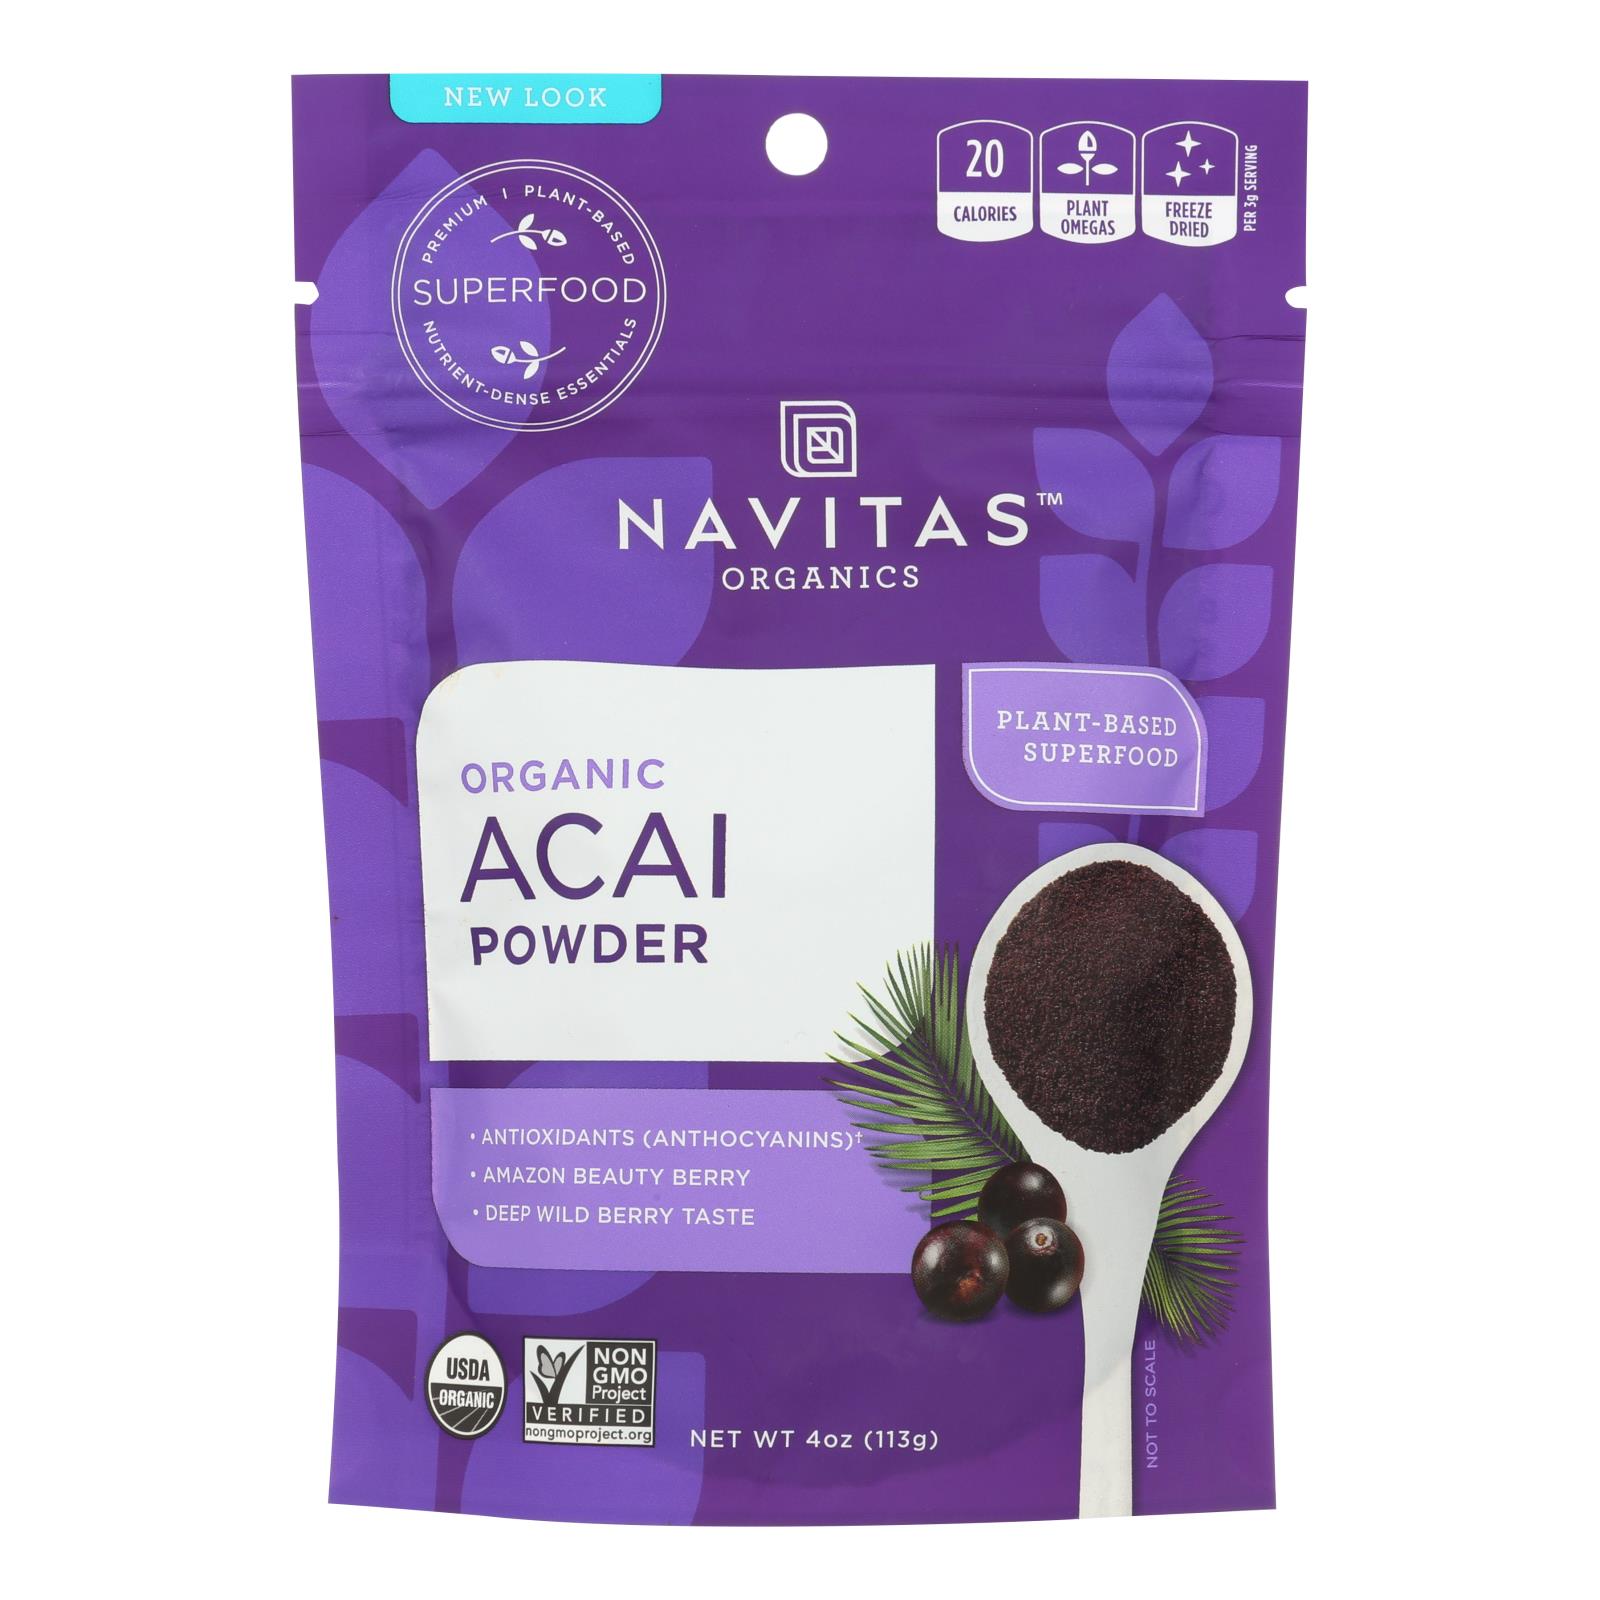 NEW LOOK
PREMIUM | PLANT-BASED
SUPERFOOD
NUTRIENT-DENSE ESSENTIALS
20
CALORIES
PLANT
OMEGAS
FREEZE
DRIED
PER 3g SERVING
NAVITAS™
ORGANICS
PLANT-BASED
SUPERFOOD
ORGANIC
ACAI
POWDER
• ANTIOXIDANTS (ANTHOCYANINS)†
• AMAZON BEAUTY BERRY
• DEEP WILD BERRY TASTE
USDA
ORGANIC
NON
GMO
Project
VERIFIED
nongmoproject.org
NET WT 4oz (113g)
NOT TO SCALE